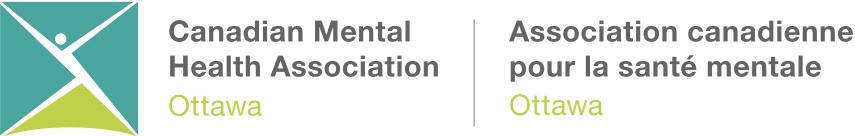 Canadian Mental
Health Association
Ottawa
Association canadienne
pour la santé mentale
Ottawa